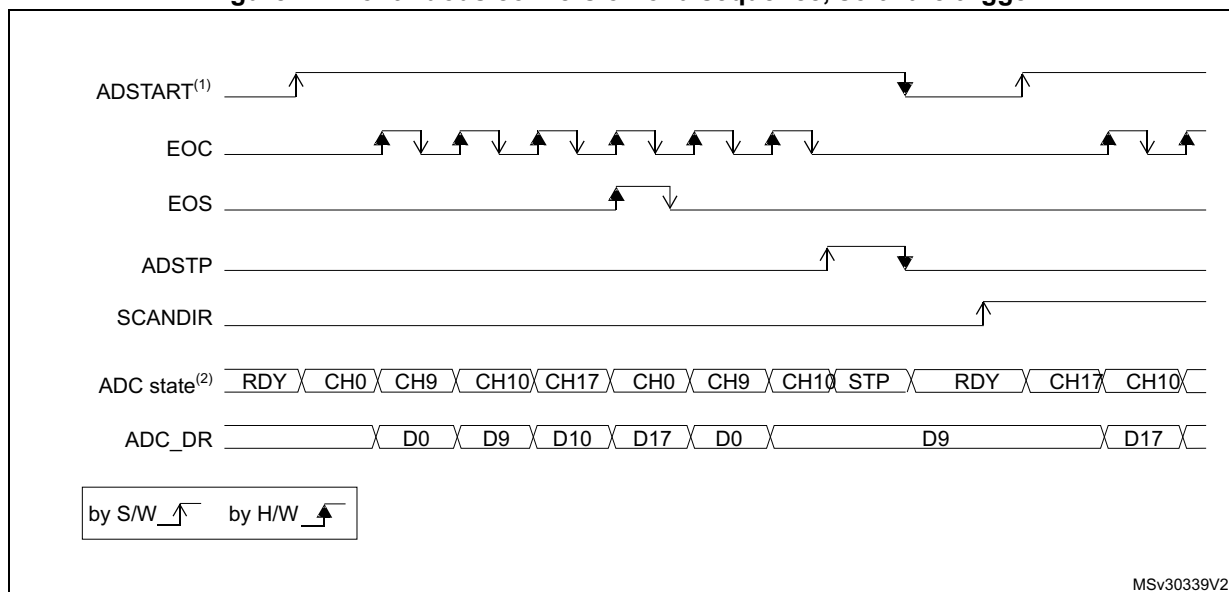 ADSTART(1)
EOC
EOS
ADSTP
SCANDIR
ADC state(2) RDY CH0 CH9 CH10 CH17 CH0 CH9 CH10 STP RDY CH17 CH10
ADC_DR D0 D9 D10 D17 D0 D9 D17
by S/W by H/W
MSv30339V2